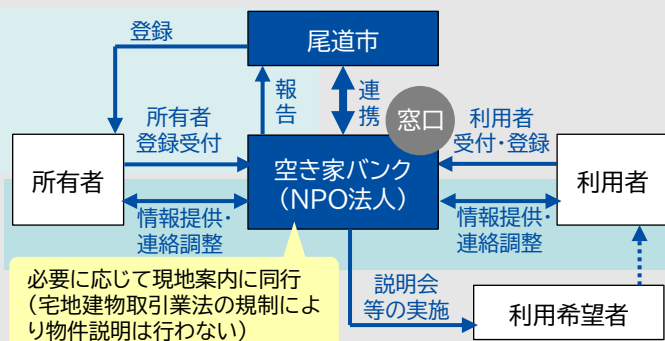 登録
尾道市
報告
連携
窓口
所有者
登録受付
利用者
受付・登録
所有者
空き家バンク
（NPO法人）
利用者
情報提供・
連絡調整
情報提供・
連絡調整
必要に応じて現地案内に同行
（宅地建物取引業法の規制によ
り物件説明は行わない）
説明会
等の実施
利用希望者